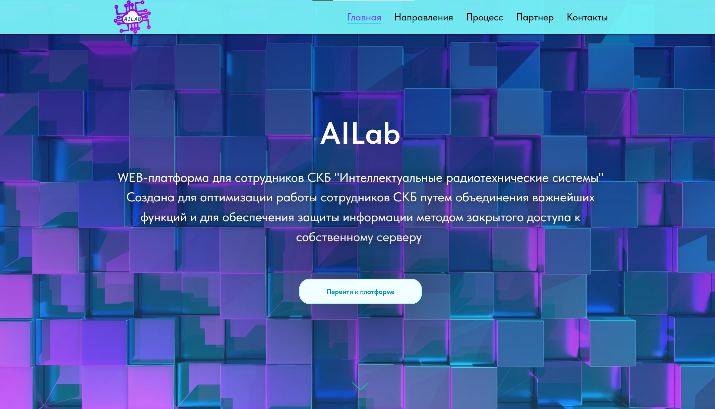 AILAB
Главная Направления Процесс Партнер Контакты
AILab
WEB-платформа для сотрудников СКБ "Интеллектуальные радиотехнические системы"
Создана для оптимизации работы сотрудников СКБ путем объединения важнейших
функций и для обеспечения защиты информации методом закрытого доступа к
собственному серверу
Перейти к платформе